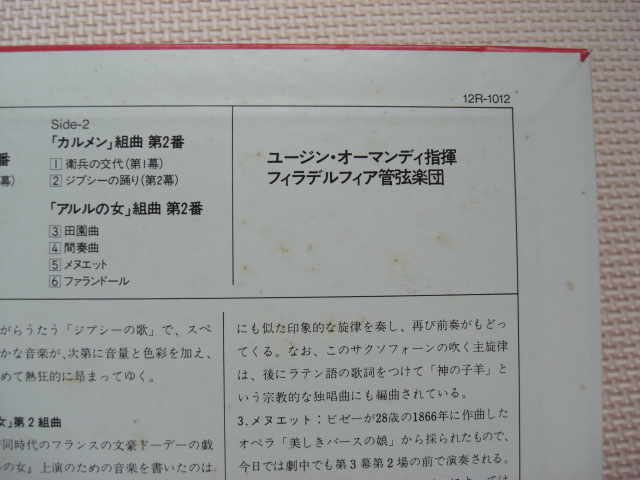 12R-1012
番
幕)
Side-2
「カルメン」組曲 第2番
1 衛兵の交代(第1幕)
2 ジプシーの踊り(第2幕)
「アルルの女」組曲 第2番
3 田園曲
4 間奏曲
5 メヌエット
6 ファランドール
ユージン・オーマンディ指揮
フィラデルフィア管弦楽団
がらうたう「ジプシーの歌」で、スペ
かな音楽が、次第に音量と色彩を加え、
めて熱狂的に昂まってゆく。
女」第2組曲
同時代のフランスの文豪ドーデーの戯
の女』上演のための音楽を書いたのは
にも似た印象的な旋律を奏し、再び前奏がもどっ
てくる。なお、このサクソフォーンの吹く主旋律
は、後にラテン語の歌詞をつけて「神の子羊」と
いう宗教的な独唱曲にも編曲されている。
3.メヌエット：ビゼーが28歳の1866年に作曲した
オペラ「美しきパースの娘」から採られたもので、
今日では劇中でも第3幕第2場の前で演奏される。